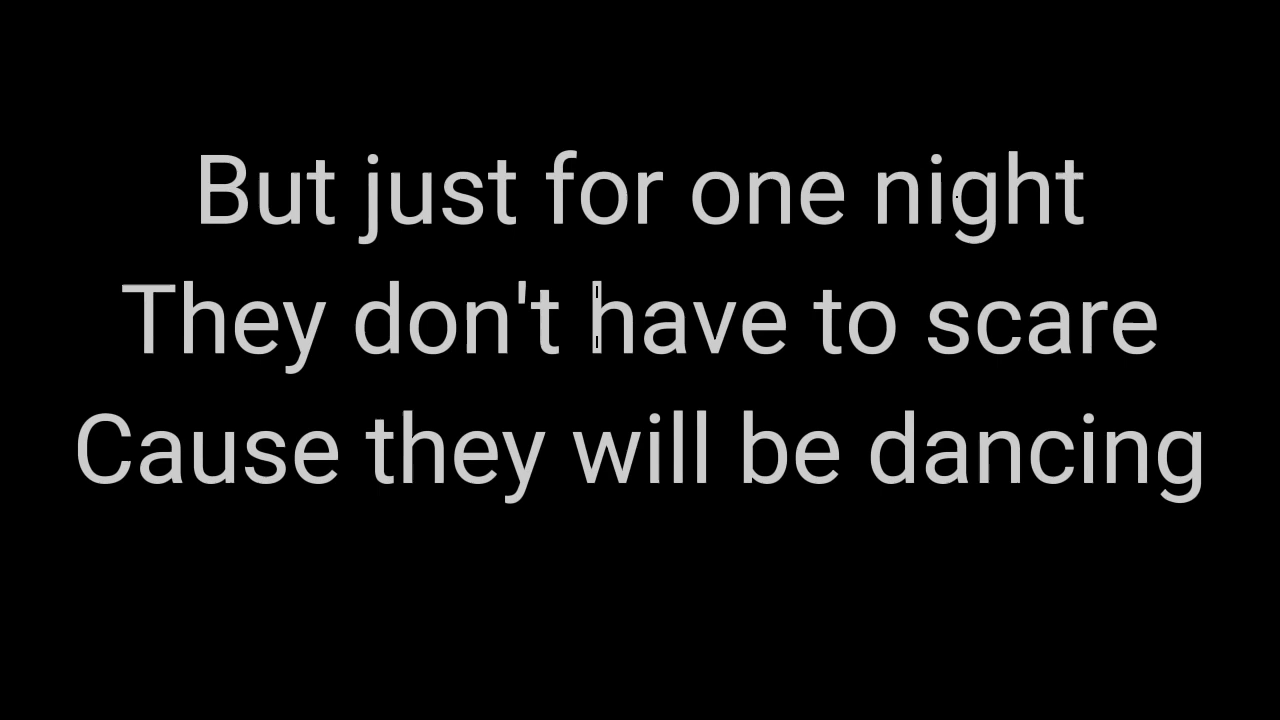 But just for one night
They don't have to scare
Cause they will be dancing